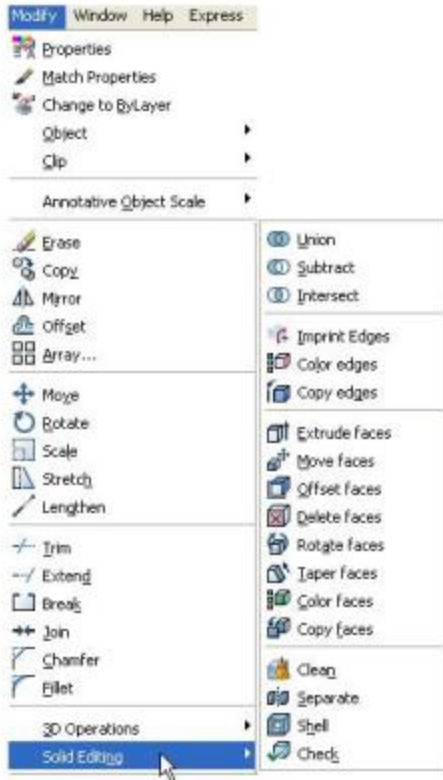 Modify Window Help Express
Properties
Match Properties
Change to ByLayer
Object
Clip
Annotative Object Scale
Erase
Copy
Mirror
Offset
Array...
Move
Rotate
Scale
Stretch
Lengthen
Trim
Extend
Break
Join
Chamfer
Fillet
3D Operations
Solid Editing
Union
Subtract
Intersect
Imprint Edges
Color edges
Copy edges
Extrude faces
Move faces
Offset faces
Delete faces
Rotate faces
Taper faces
Color faces
Copy faces
Clean
Separate
Shell
Check